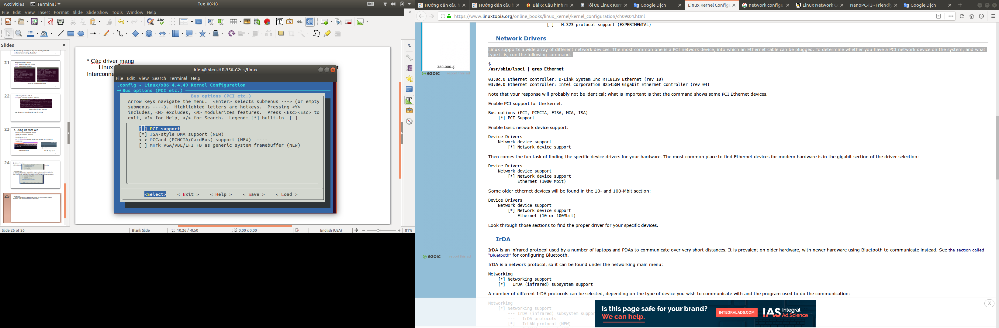 Activities Terminal Tue 00:18
File Edit View Insert Format Slide Slide Show Tools Window Help
Slides
21
22
23
6. Dùng kit phát wifi
24
25
* Các driver mạng
Linux
Interconne
t
hieu@hieu-HP-350-G2: ~/linux
File Edit View Search Terminal Help
.config - Linux/x86 4.4.49 Kernel Configuration
→ Bus options (PCI etc.)
Bus options (PCI etc.)
Arrow keys navigate the menu. <Enter> selects submenus ---> (or empty
submenus ----). Highlighted letters are hotkeys. Pressing <Y>
includes, <N> excludes, <M> modularizes features. Press <Esc><Esc> to
exit, <?> for Help, </> for Search. Legend: [*] built-in [ ]
[ ] PCI support
[*] ISA-style DMA support (NEW)
< > PCCard (PCMCIA/CardBus) support (NEW) ----
[ ] Mark VGA/VBE/EFI FB as generic system framebuffer (NEW)
<Select> < Exit > < Help > < Save > < Load >
Slide 25 of 26 Blank Slide 10.26 / -0.50 0.00 x 0.00 English (USA) 81%
Hướng dẫn cấu h Hướng dẫn cấu h Bài 6: Cấu hình m Tối ưu Linux Kern Google Dịch Linux Kernel Config network configu Linux Network C NanoPC-T3 - Friendly Google Dịch
https://www.linuxtopia.org/online_books/linux_kernel/kernel_configuration/ch09s04.html
380,000 ₫
ezoic report this ad
[ ] H.323 protocol support (EXPERIMENTAL)
Network Drivers
Linux supports a wide array of different network devices. The most common one is a PCI network device, into which an Ethernet cable can be plugged. To determine whether you have a PCI network device on the system, and what
type it is, run the following command:
$
/usr/sbin/lspci | grep Ethernet
03:0c.0 Ethernet controller: D-Link System Inc RTL8139 Ethernet (rev 10)
03:0e.0 Ethernet controller: Intel Corporation 82545GM Gigabit Ethernet Controller (rev 04)
Note that your response will probably not be identical; what is important is that the command shows some PCI Ethernet devices.
Enable PCI support for the kernel:
Bus options (PCI, PCMCIA, EISA, MCA, ISA)
[*] PCI Support
Enable basic network device support:
Device Drivers
Network device support
[*] Network device support
Then comes the fun task of finding the specific device drivers for your hardware. The most common place to find Ethernet devices for modern hardware is in the gigabit section of the driver selection:
Device Drivers
Network device support
[*] Network device support
Ethernet (1000 Mbit)
Some older ethernet devices will be found in the 10- and 100-Mbit section:
Device Drivers
Network device support
[*] Network device support
Ethernet (10 or 100Mbit)
Look through those sections to find the proper driver for your specific devices.
IrDA
IrDA is an infrared protocol used by a number of laptops and PDAs to communicate over very short distances. It is prevalent on older hardware, with newer hardware using Bluetooth to communicate instead. See the section called
“Bluetooth” for configuring Bluetooth.
ezoic report this ad
IrDA is a network protocol, so it can be found under the networking main menu:
Networking
[*] Networking support
[*] IrDA (infrared) subsystem support
A number of different IrDA protocols can be selected, depending on the type of device you wish to communicate with and the program used to do the communication:
Networking
[*] Networking support
--- IrDA (infrared) subsystem suppor
--- IrDA protocols
[*] IrLAN protocol (NEW)
Is this page safe for your brand?
We can help.
INTEGRALADS.COM
IAS Integral Ad Science
X